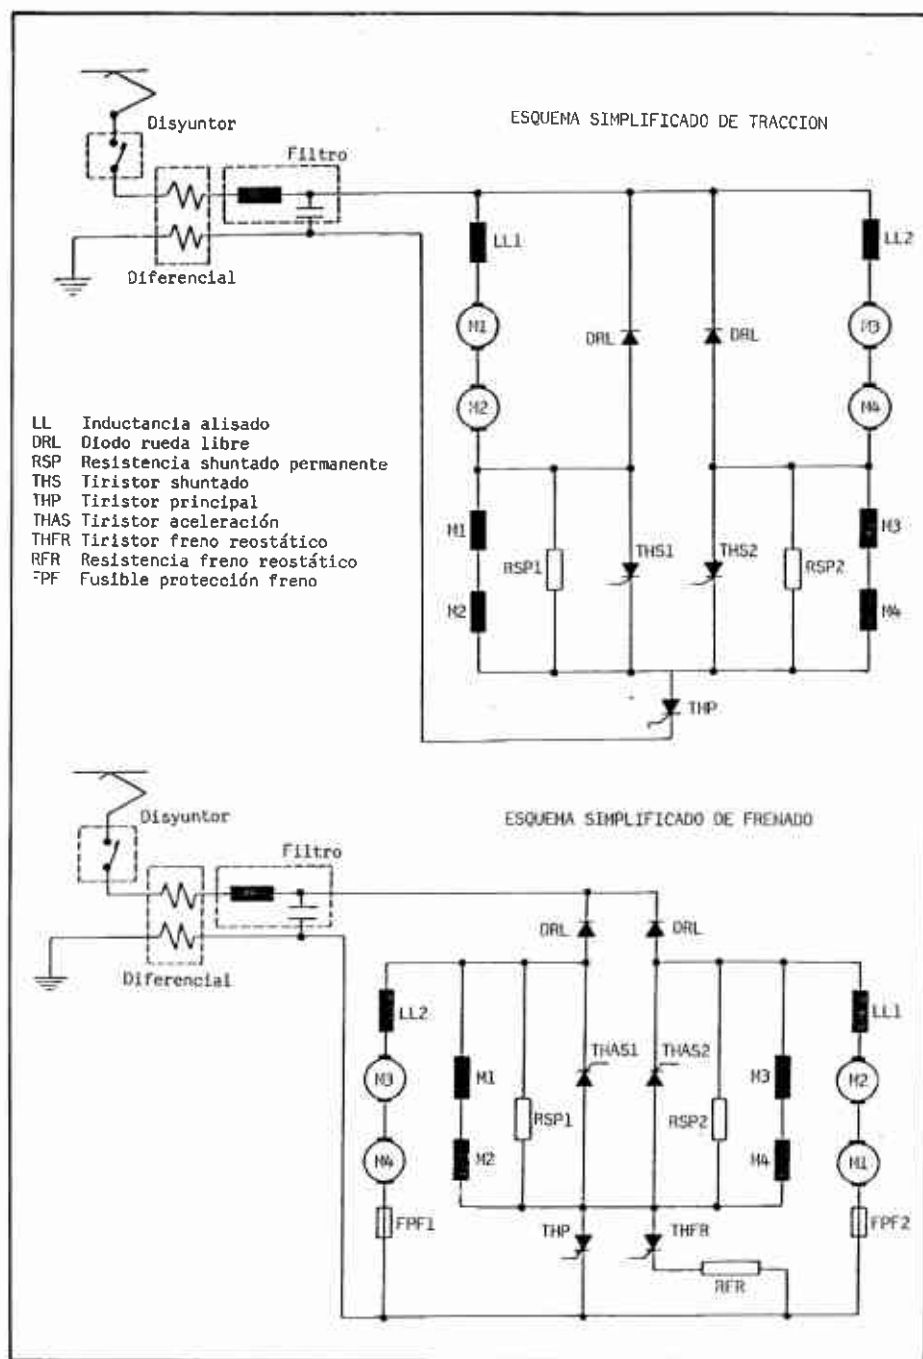 ESQUEMA SIMPLIFICADO DE TRACCION
Disyuntor
Filtro
Diferencial
LL1
LL2
M1
M3
DRL
DRL
M2
M4
LL Inductancia alisado
DRL Diodo rueda libre
RSP Resistencia shuntado permanente
THS Tiristor shuntado
THP Tiristor principal
THAS Tiristor aceleración
THFR Tiristor freno reostático
RFR Resistencia freno reostático
FPF Fusible protección freno
M1
RSP1
THS1
THS2
RSP2
M3
M2
M4
THP
ESQUEMA SIMPLIFICADO DE FRENADO
Disyuntor
Filtro
Diferencial
DRL
DRL
LL2
LL1
THAS1
THAS2
M3
M1
M3
M2
RSP1
RSP2
M4
M2
M4
M1
FPF1
THP
THFR
FPF2
RFR